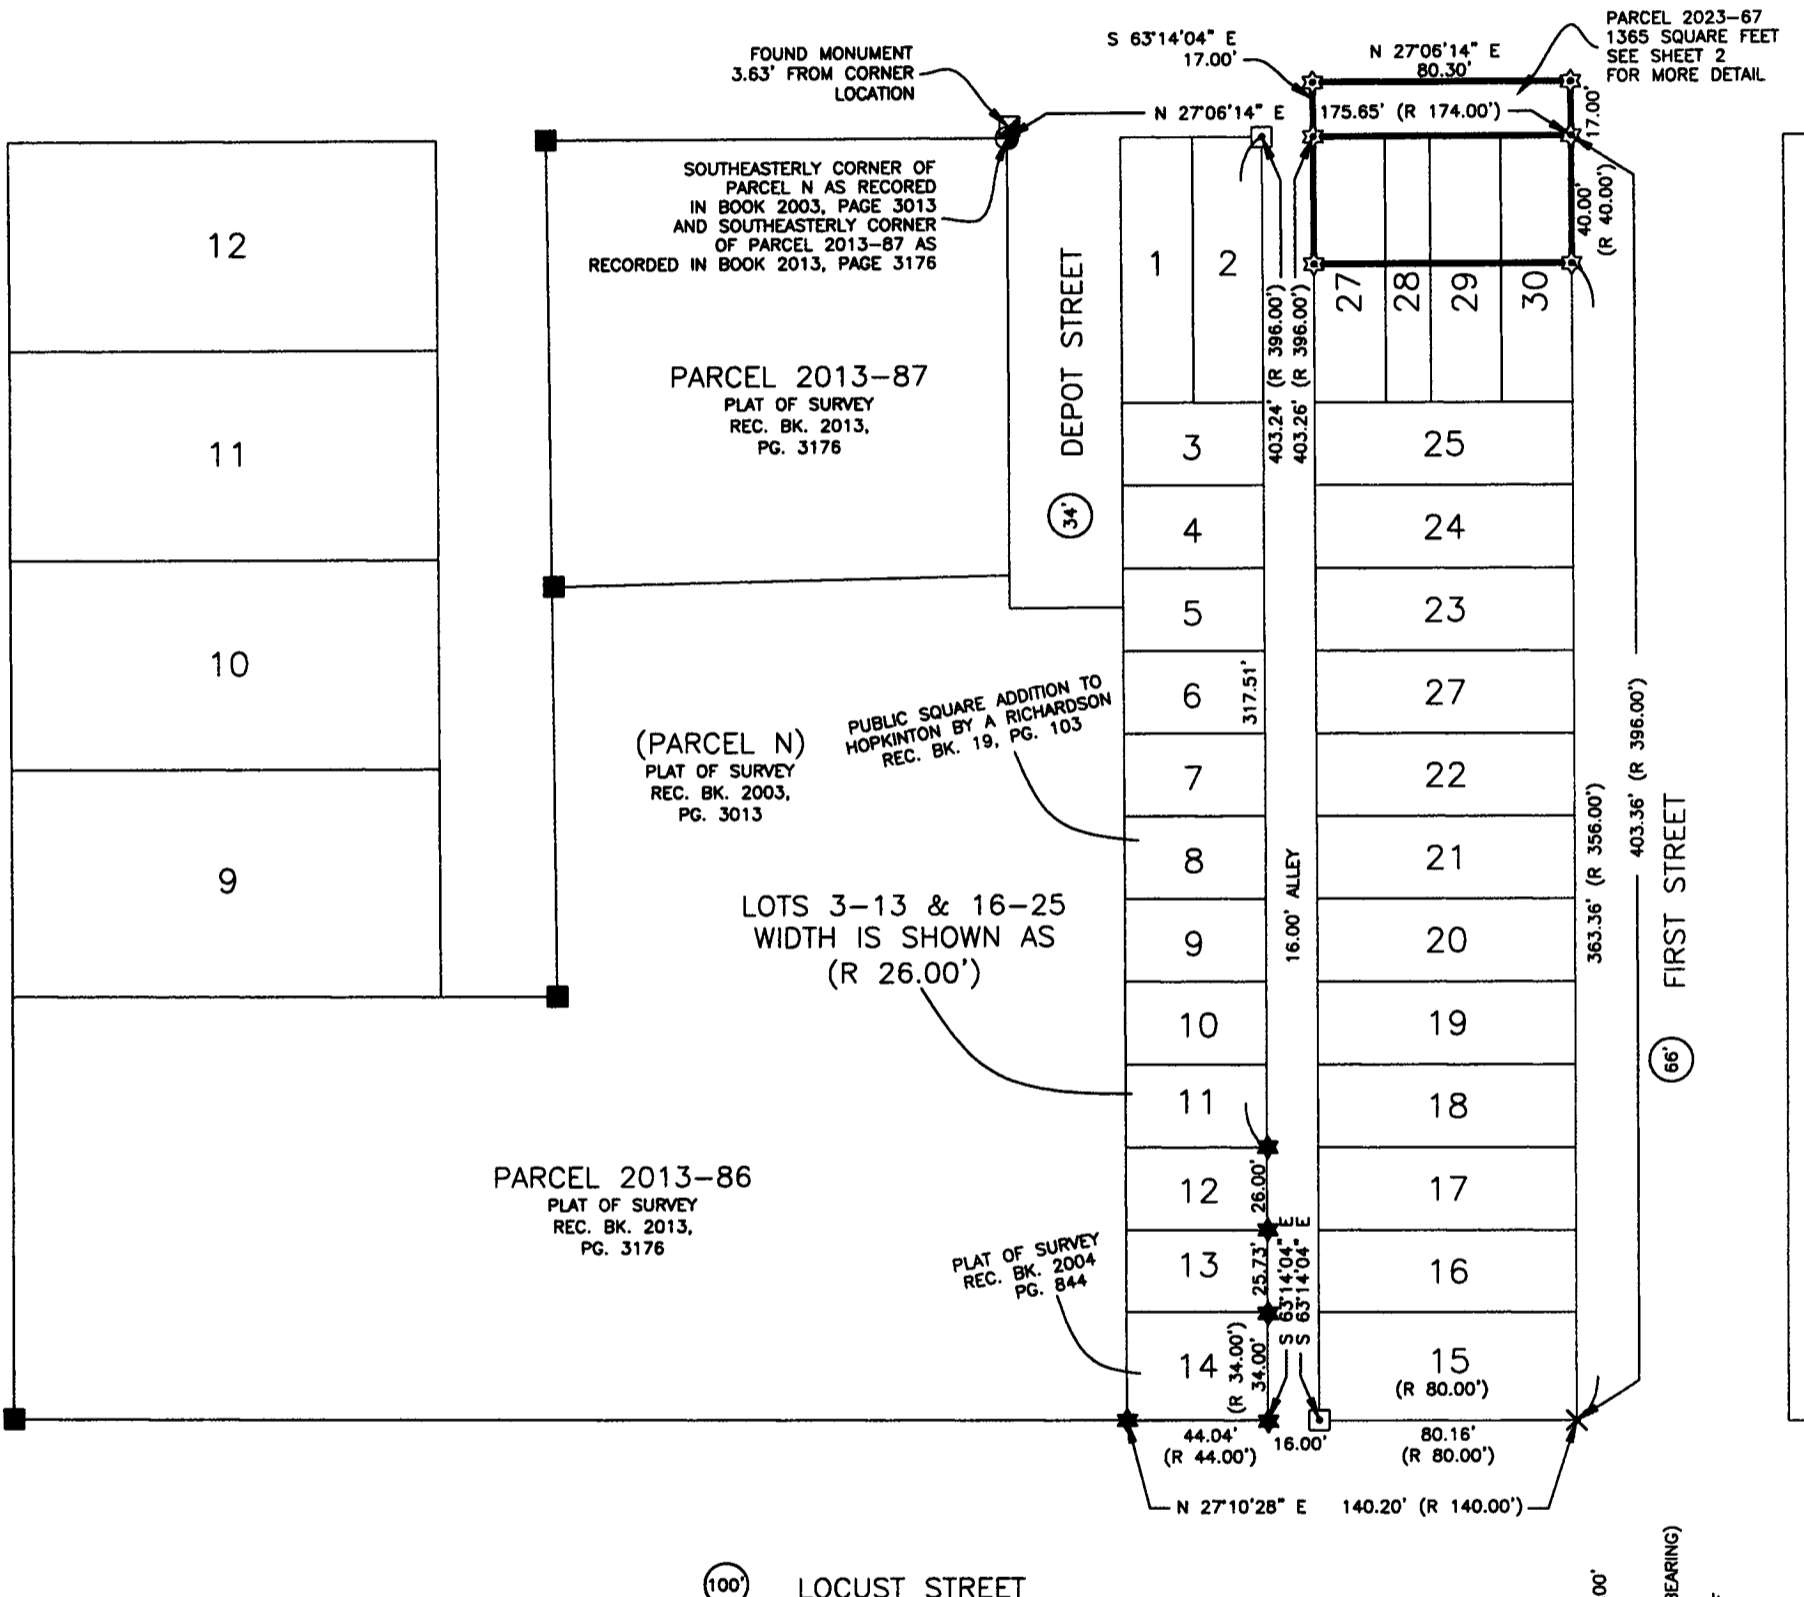 FOUND MONUMENT
3.63' FROM CORNER
LOCATION
S 63°14'04" E
17.00'
N 27°06'14" E
80.30'
PARCEL 2023-67
1365 SQUARE FEET
SEE SHEET 2
FOR MORE DETAIL
N 27°06'14" E
175.65' (R 174.00')
17.00'
40.00'
(R 40.00')
SOUTHEASTERLY CORNER OF
PARCEL N AS RECORED
IN BOOK 2003, PAGE 3013
AND SOUTHEASTERLY CORNER
OF PARCEL 2013-87 AS
RECORDED IN BOOK 2013, PAGE 3176
12
11
10
9
PARCEL 2013-87
PLAT OF SURVEY
REC. BK. 2013,
PG. 3176
DEPOT STREET
34'
1
2
403.24' (R 396.00')
403.26' (R 396.00')
27
28
29
30
3
4
5
6
7
8
9
10
11
12
13
14
317.51'
16.00' ALLEY
26.00'
25.73'
(R 34.00')
34.00'
S 63°14'04" E
S 63°14'04" E
25
24
23
27
22
21
20
19
18
17
16
15
(R 80.00')
363.36' (R 356.00')
403.36' (R 396.00')
FIRST STREET
66'
(PARCEL N)
PLAT OF SURVEY
REC. BK. 2003,
PG. 3013
PUBLIC SQUARE ADDITION TO
HOPKINTON BY A RICHARDSON
REC. BK. 19, PG. 103
LOTS 3-13 & 16-25
WIDTH IS SHOWN AS
(R 26.00')
PARCEL 2013-86
PLAT OF SURVEY
REC. BK. 2013,
PG. 3176
PLAT OF SURVEY
REC. BK. 2004
PG. 844
44.04'
(R 44.00')
16.00'
80.16'
(R 80.00')
N 27°10'28" E 140.20' (R 140.00')
100'
LOCUST STREET
00'
BEARING)